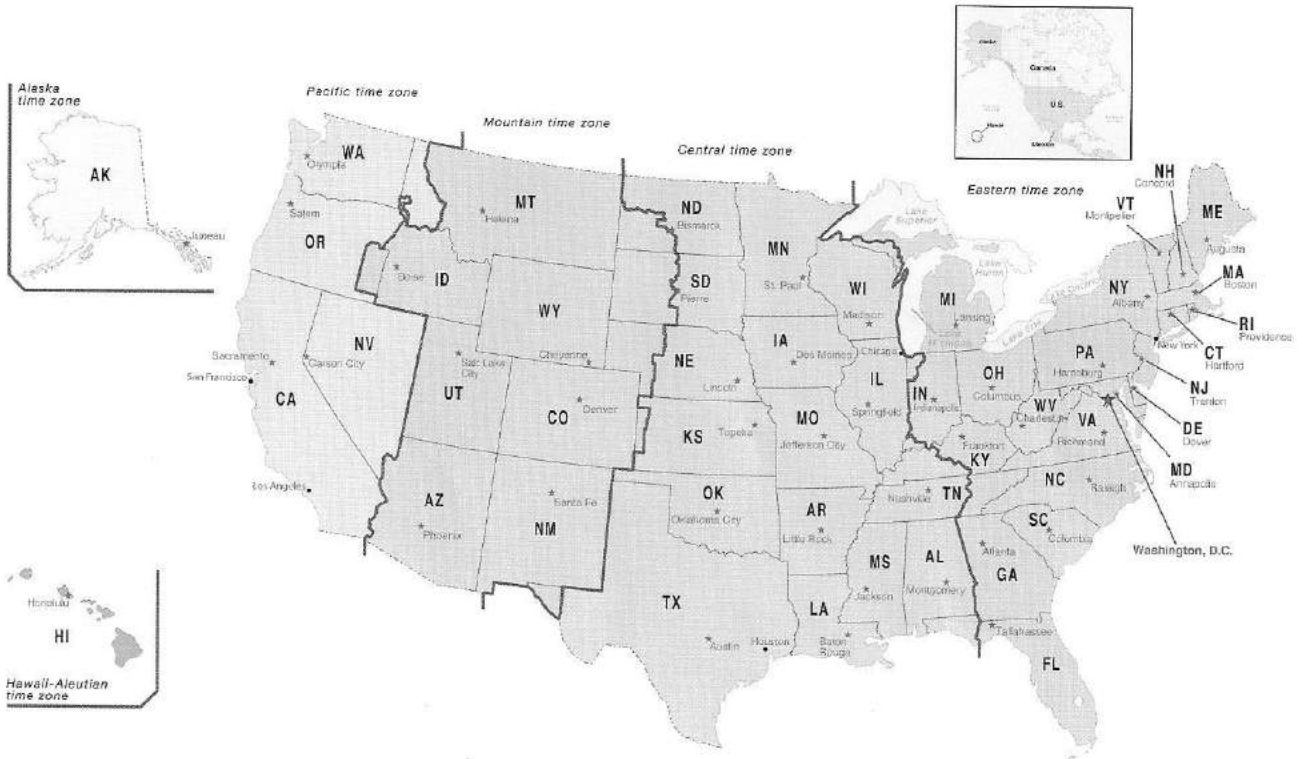 Alaska
time zone
AK
Juneau
Pacific time zone
Mountain time zone
Central time zone
Eastern time zone
Alaska
Canada
U.S.
Hawaii
Mexico
WA
Olympia
Salem
OR
MT
Helena
ND
Bismarck
MN
St. Paul
Lake
Superior
Lake
Huron
NH
Concord
VT
Montpelier
ME
Augusta
Boise
ID
WY
Cheyenne
SD
Pierre
WI
Madison
MI
Lansing
NY
Albany
MA
Boston
RI
Providence
CT
Hartford
New York
NV
Carson City
Sacramento
San Francisco
CA
Los Angeles
Salt Lake
City
UT
CO
Denver
NE
Lincoln
IA
Des Moines
Chicago
IL
Springfield
IN
Indianapolis
OH
Columbus
PA
Harrisburg
NJ
Trenton
DE
Dover
MD
Annapolis
WV
Charleston
VA
Richmond
Washington, D.C.
KS
Topeka
MO
Jefferson City
Frankfort
KY
AZ
Phoenix
NM
Santa Fe
OK
Oklahoma City
AR
Little Rock
Nashville
TN
NC
Raleigh
SC
Columbia
MS
Jackson
AL
Montgomery
Atlanta
GA
TX
Austin
Houston
LA
Baton
Rouge
Tallahassee
FL
Honolulu
HI
Hawaii-Aleutian
time zone